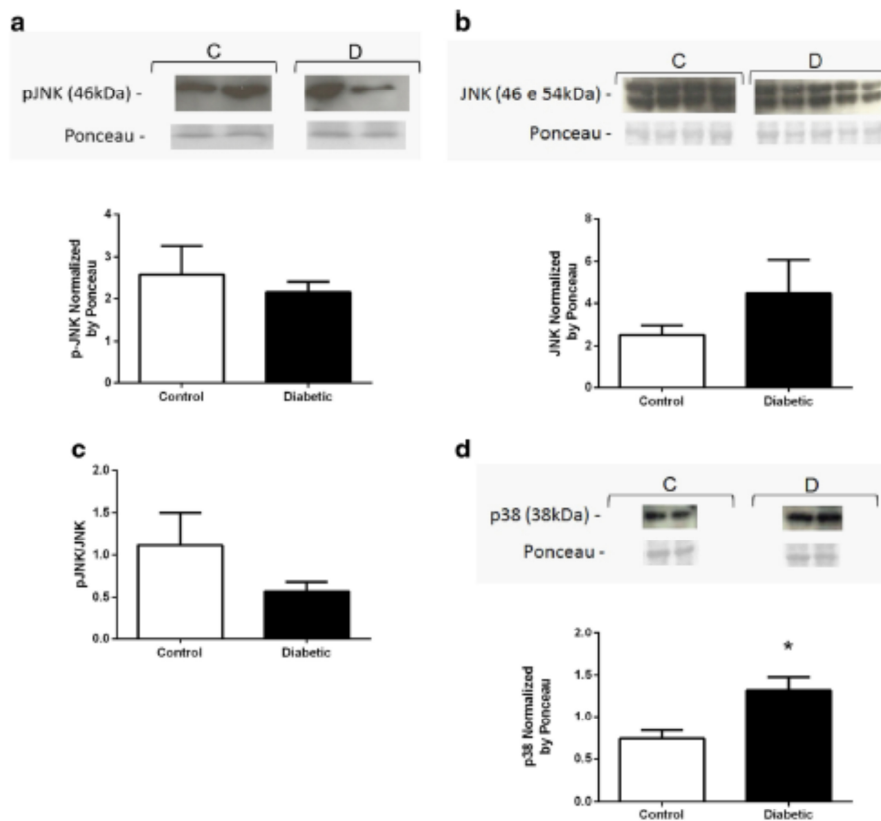 a
C D
pJNK (46kDa) -
Ponceau -
p-JNK Normalized
by Ponceau
4
3
2
1
0
Control Diabetic
b
C D
JNK (46 e 54kDa) -
Ponceau -
JNK Normalized
by Ponceau
8
6
4
2
0
Control Diabetic
c
pJNK/JNK
2.0
1.5
1.0
0.5
0.0
Control Diabetic
d
C D
p38 (38kDa) -
Ponceau -
p38 Normalized
by Ponceau
2.0
1.5
1.0
0.5
0.0
*
Control Diabetic